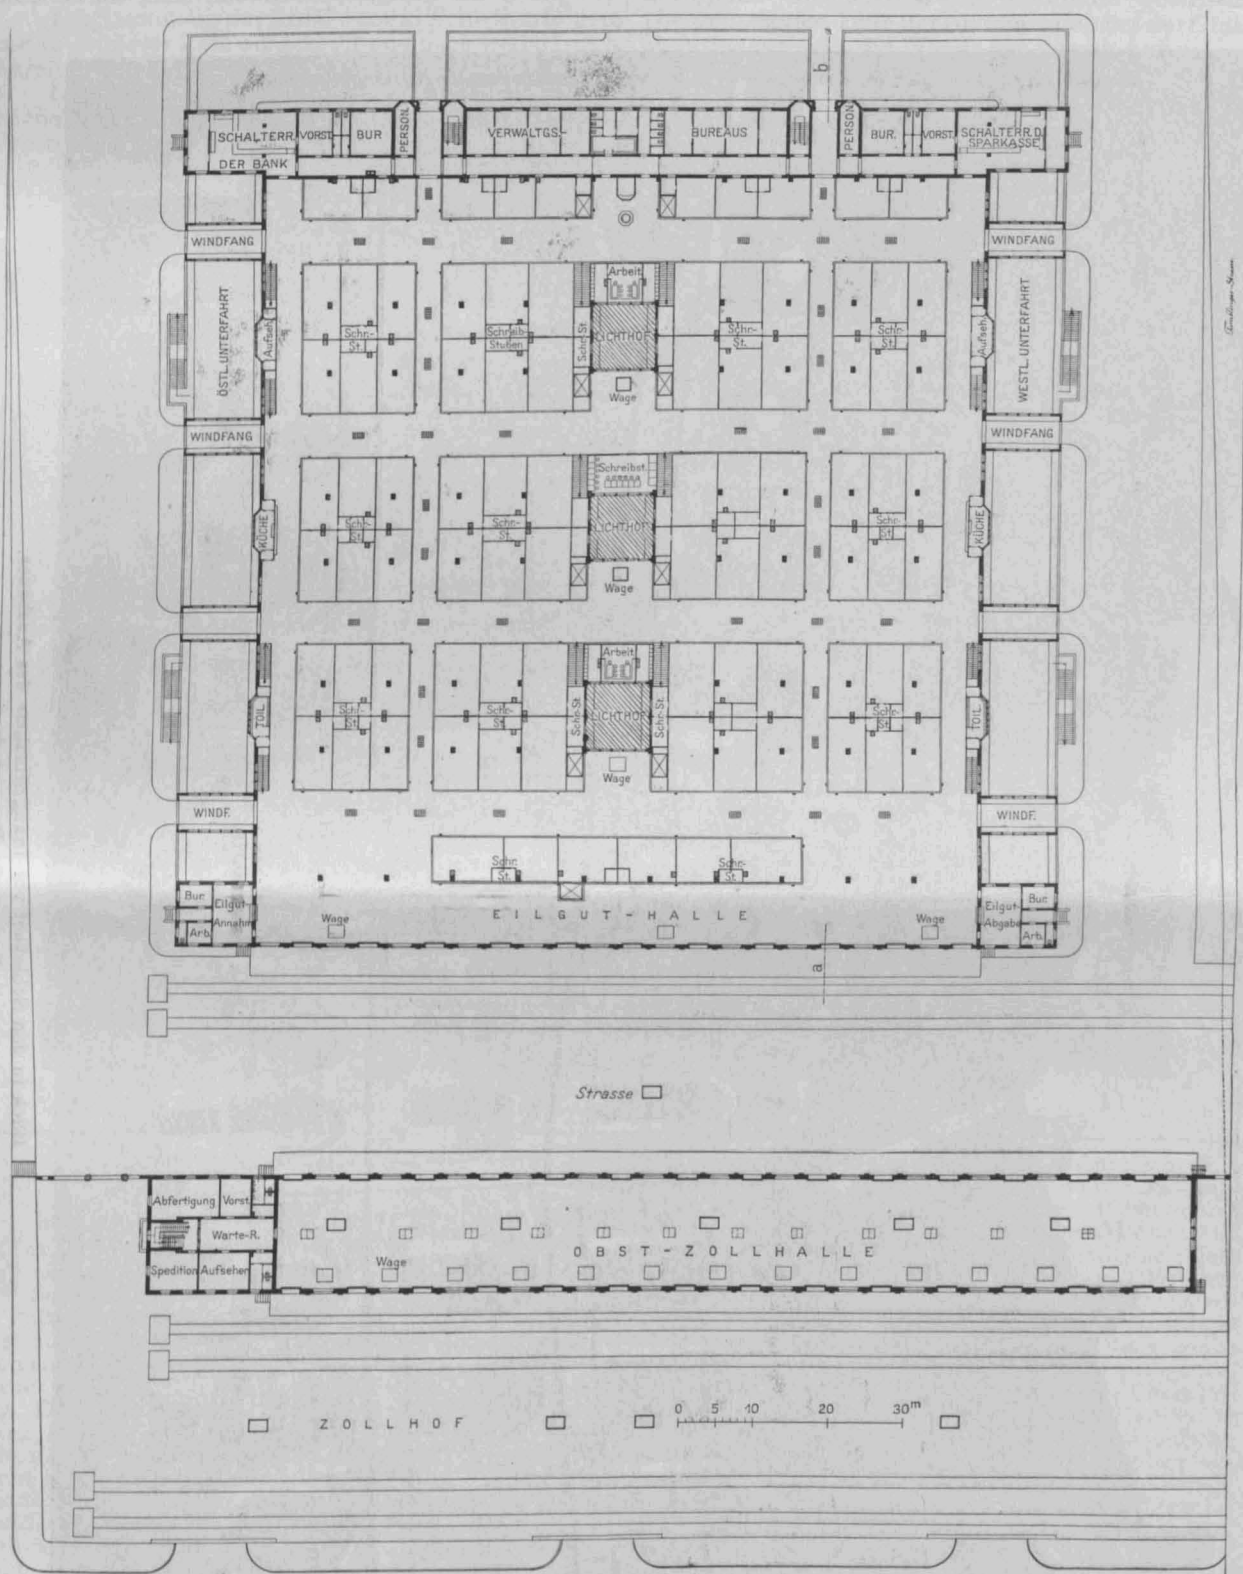 b
SCHALTERR. VORST. BUR. PERSON. VERWALTGS.- BUREAUS PERSON. BUR. VORST. SCHALTERR. D.
DER BANK SPARKASSE
WINDFANG WINDFANG
ÖSTL. UNTERFAHRT
Aufseh.
Arbeit.
Schr.-
St.
Schreib-
Stuben
Schr.-St.
LICHTHOF
Wage
Schr.-
St.
Schr.-
St.
Aufseh.
WESTL. UNTERFAHRT
WINDFANG WINDFANG
KÜCHE
Schr.-
St.
Schr.-
St.
Schreibst.
LICHTHOF
Wage
Schr.-
St.
KÜCHE
TOIL.
Schr.-
St.
Schr.-
St.
Arbeit.
Schr.-St.
LICHTHOF
Schr.-St.
Wage
Schr.-
St.
TOIL.
WINDF. WINDF.
Schr.
St.
Schr.-
St.
Bur.
Eilgut-
Annahm.
Arb.
Wage
EILGUT-HALLE
Wage
Eilgut-
Abgabe
Bur.
Arb.
a
Strasse
Abfertigung Vorst.
Warte-R.
Spedition Aufseher
Wage
OBST-ZOLLHALLE
ZOLLHOF
0 5 10 20 30m